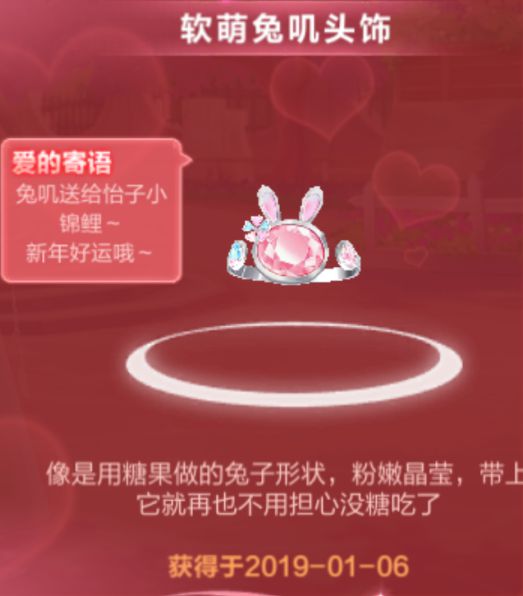 软萌兔叽头饰
爱的寄语
兔叽送给怡子小
锦鲤~
新年好运哦~
像是用糖果做的兔子形状，粉嫩晶莹，带上
它就再也不用担心没糖吃了
获得于2019-01-06